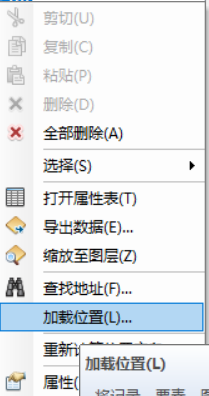 剪切(U)
复制(C)
粘贴(P)
删除(D)
全部删除(A)
选择(S)
打开属性表(T)
导出数据(E)...
缩放至图层(Z)
查找地址(F)...
加载位置(L)...
重新
加载位置(L)
属性(